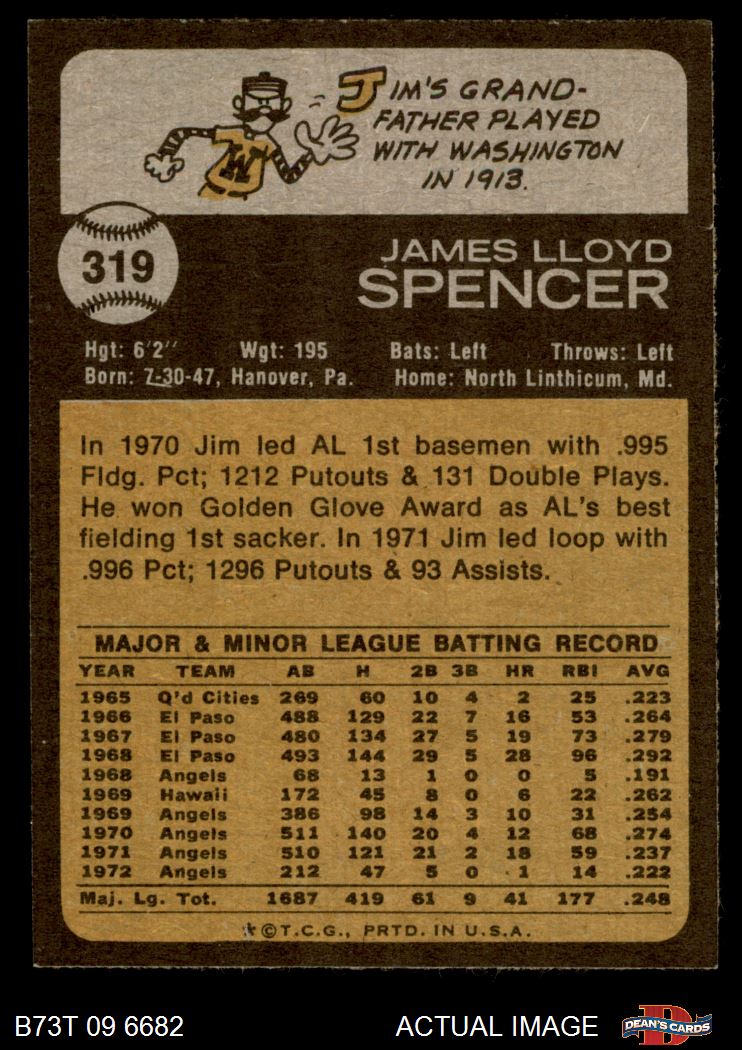 JIM'S GRAND-
FATHER PLAYED
WITH WASHINGTON
IN 1913.
W
319
JAMES LLOYD
SPENCER
Hgt: 6'2" Wgt: 195 Bats: Left Throws: Left
Born: 7-30-47, Hanover, Pa. Home: North Linthicum, Md.
In 1970 Jim led AL 1st basemen with .995
Fldg. Pct; 1212 Putouts & 131 Double Plays.
He won Golden Glove Award as AL's best
fielding 1st sacker. In 1971 Jim led loop with
.996 Pct; 1296 Putouts & 93 Assists.
MAJOR & MINOR LEAGUE BATTING RECORD
YEAR TEAM AB H 2B 3B HR RBI AVG
1965 Q'd Cities 269 60 10 4 2 25 .223
1966 El Paso 488 129 22 7 16 53 .264
1967 El Paso 480 134 27 5 19 73 .279
1968 El Paso 493 144 29 5 28 96 .292
1968 Angels 68 13 1 0 0 5 .191
1969 Hawaii 172 45 8 0 6 22 .262
1969 Angels 386 98 14 3 10 31 .254
1970 Angels 511 140 20 4 12 68 .274
1971 Angels 510 121 21 2 18 59 .237
1972 Angels 212 47 5 0 1 14 .222
Maj. Lg. Tot. 1687 419 61 9 41 177 .248
★©T.C.G., PRTD. IN U.S.A.
B73T 09 6682 ACTUAL IMAGE
D
DEAN'S CARDS